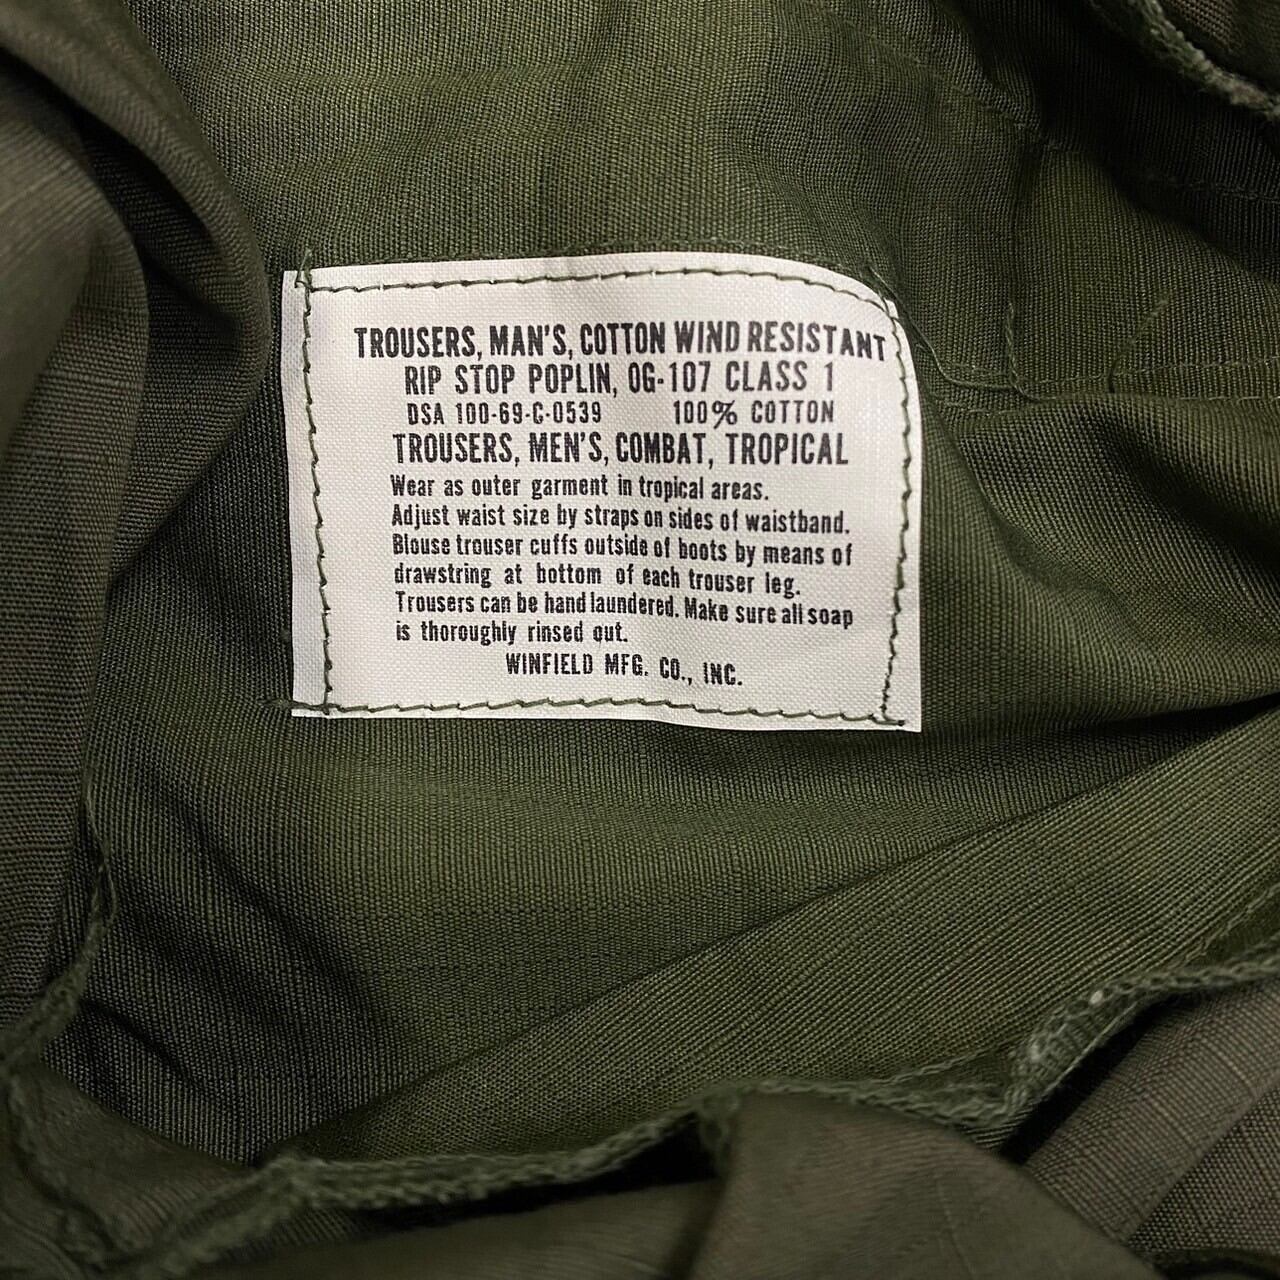 TROUSERS, MAN'S, COTTON WIND RESISTANT
RIP STOP POPLIN, OG-107 CLASS 1
DSA 100-69-C-0539 100% COTTON
TROUSERS, MEN'S, COMBAT, TROPICAL
Wear as outer garment in tropical areas.
Adjust waist size by straps on sides of waistband.
Blouse trouser cuffs outside of boots by means of
drawstring at bottom of each trouser leg.
Trousers can be hand laundered. Make sure all soap
is thoroughly rinsed out.
WINFIELD MFG. CO., INC.